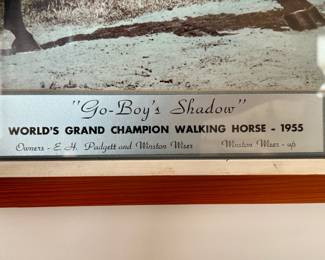 "Go-Boy's Shadow"
WORLD'S GRAND CHAMPION WALKING HORSE - 1955
Owners - E. H. Padgett and Winston Wiser Winston Wiser - up